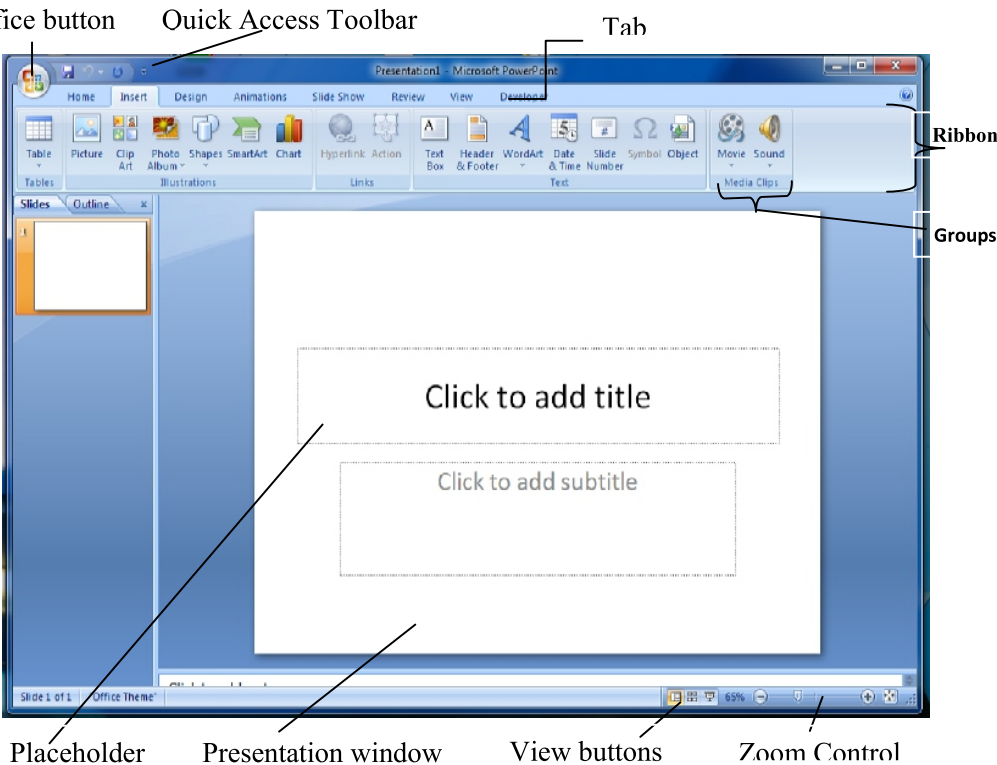 fice button Quick Access Toolbar Tab
Presentation1 - Microsoft PowerPoint
Home Insert Design Animations Slide Show Review View Developer
Ribbon
Table Picture Clip Art Photo Album Shapes SmartArt Chart Hyperlink Action Text Box Header & Footer WordArt Date & Time Slide Number Symbol Object Movie Sound
Tables Illustrations Links Text Media Clips
Slides Outline x
Groups
1
Click to add title
Click to add subtitle
Slide 1 of 1 "Office Theme" 65%
Placeholder Presentation window View buttons Zoom Control